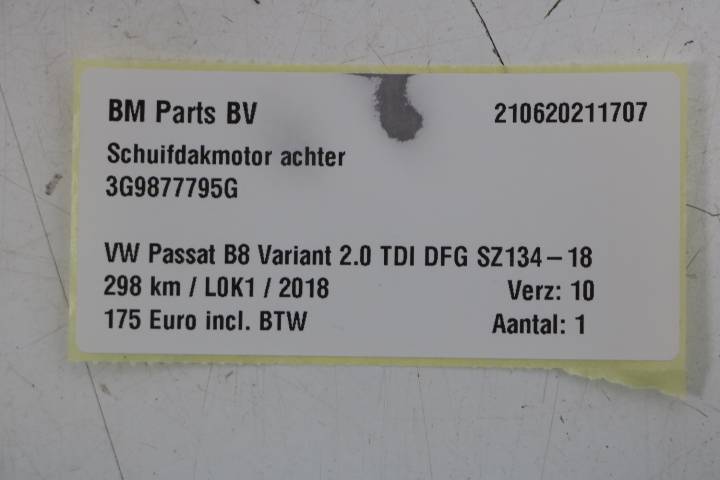 BM Parts BV 210620211707
Schuifdakmotor achter
3G9877795G
VW Passat B8 Variant 2.0 TDI DFG SZ134-18
298 km / L0K1 / 2018 Verz: 10
175 Euro incl. BTW Aantal: 1